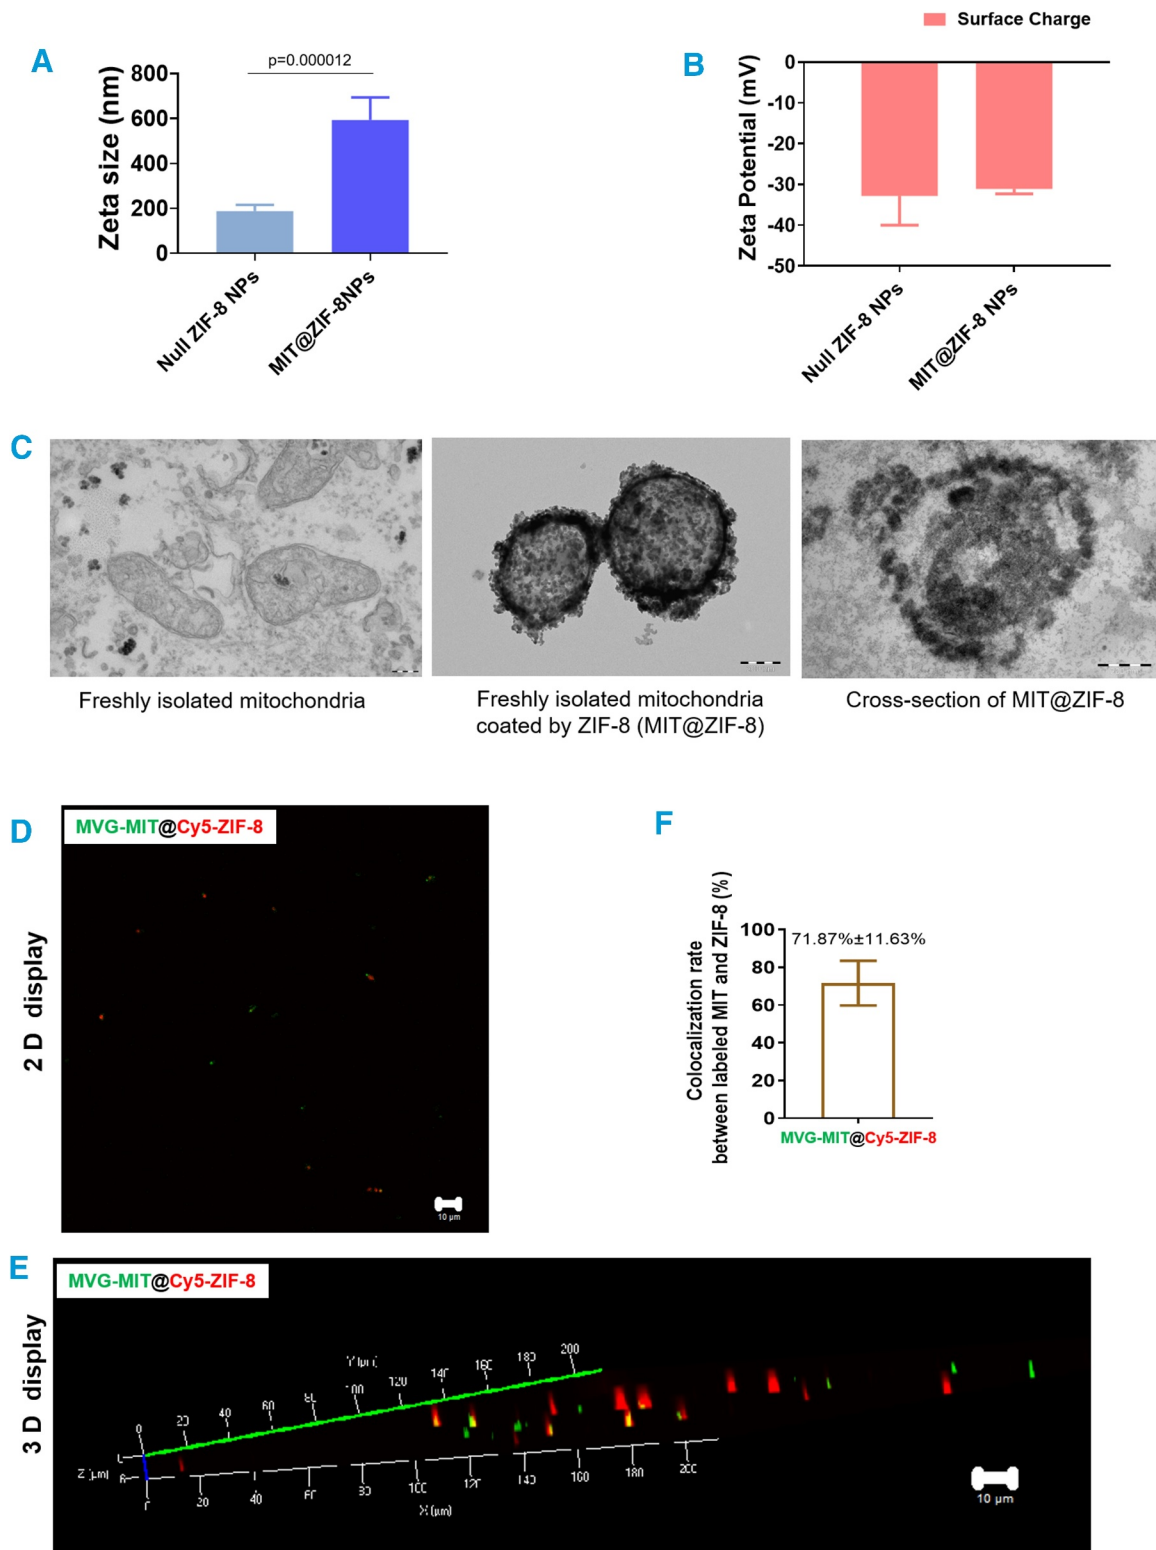 Surface Charge
A
p=0.000012
Zeta size (nm)
800
600
400
200
0
Null ZIF-8 NPs
MIT@ZIF-8NPs
B
Zeta Potential (mV)
0
-10
-20
-30
-40
-50
Null ZIF-8 NPs
MIT@ZIF-8 NPs
C
Freshly isolated mitochondria
Freshly isolated mitochondria
coated by ZIF-8 (MIT@ZIF-8)
Cross-section of MIT@ZIF-8
D
2 D display
MVG-MIT@Cy5-ZIF-8
10 µm
F
Colocalization rate
between labeled MIT and ZIF-8 (%)
100
80
60
40
20
0
71.87%±11.63%
MVG-MIT@Cy5-ZIF-8
E
3 D display
MVG-MIT@Cy5-ZIF-8
0
20
40
60
100
120
140
160
180
200
20
40
60
80
100
120
140
160
180
200
X (µm)
10 µm